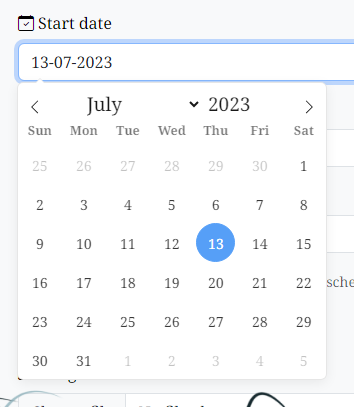 Start date
13-07-2023
July 2023
Sun Mon Tue Wed Thu Fri Sat
25 26 27 28 29 30 1
2 3 4 5 6 7 8
9 10 11 12 13 14 15
16 17 18 19 20 21 22
23 24 25 26 27 28 29
30 31 1 2 3 4 5